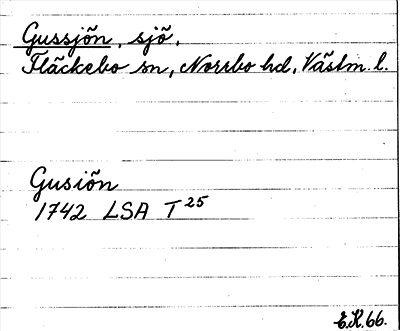 Gussjön, sjö,
Fläckebo sn, Norrbo hd, Västm. l.
Gusiön
1742 LSA T25
E.K. 66.